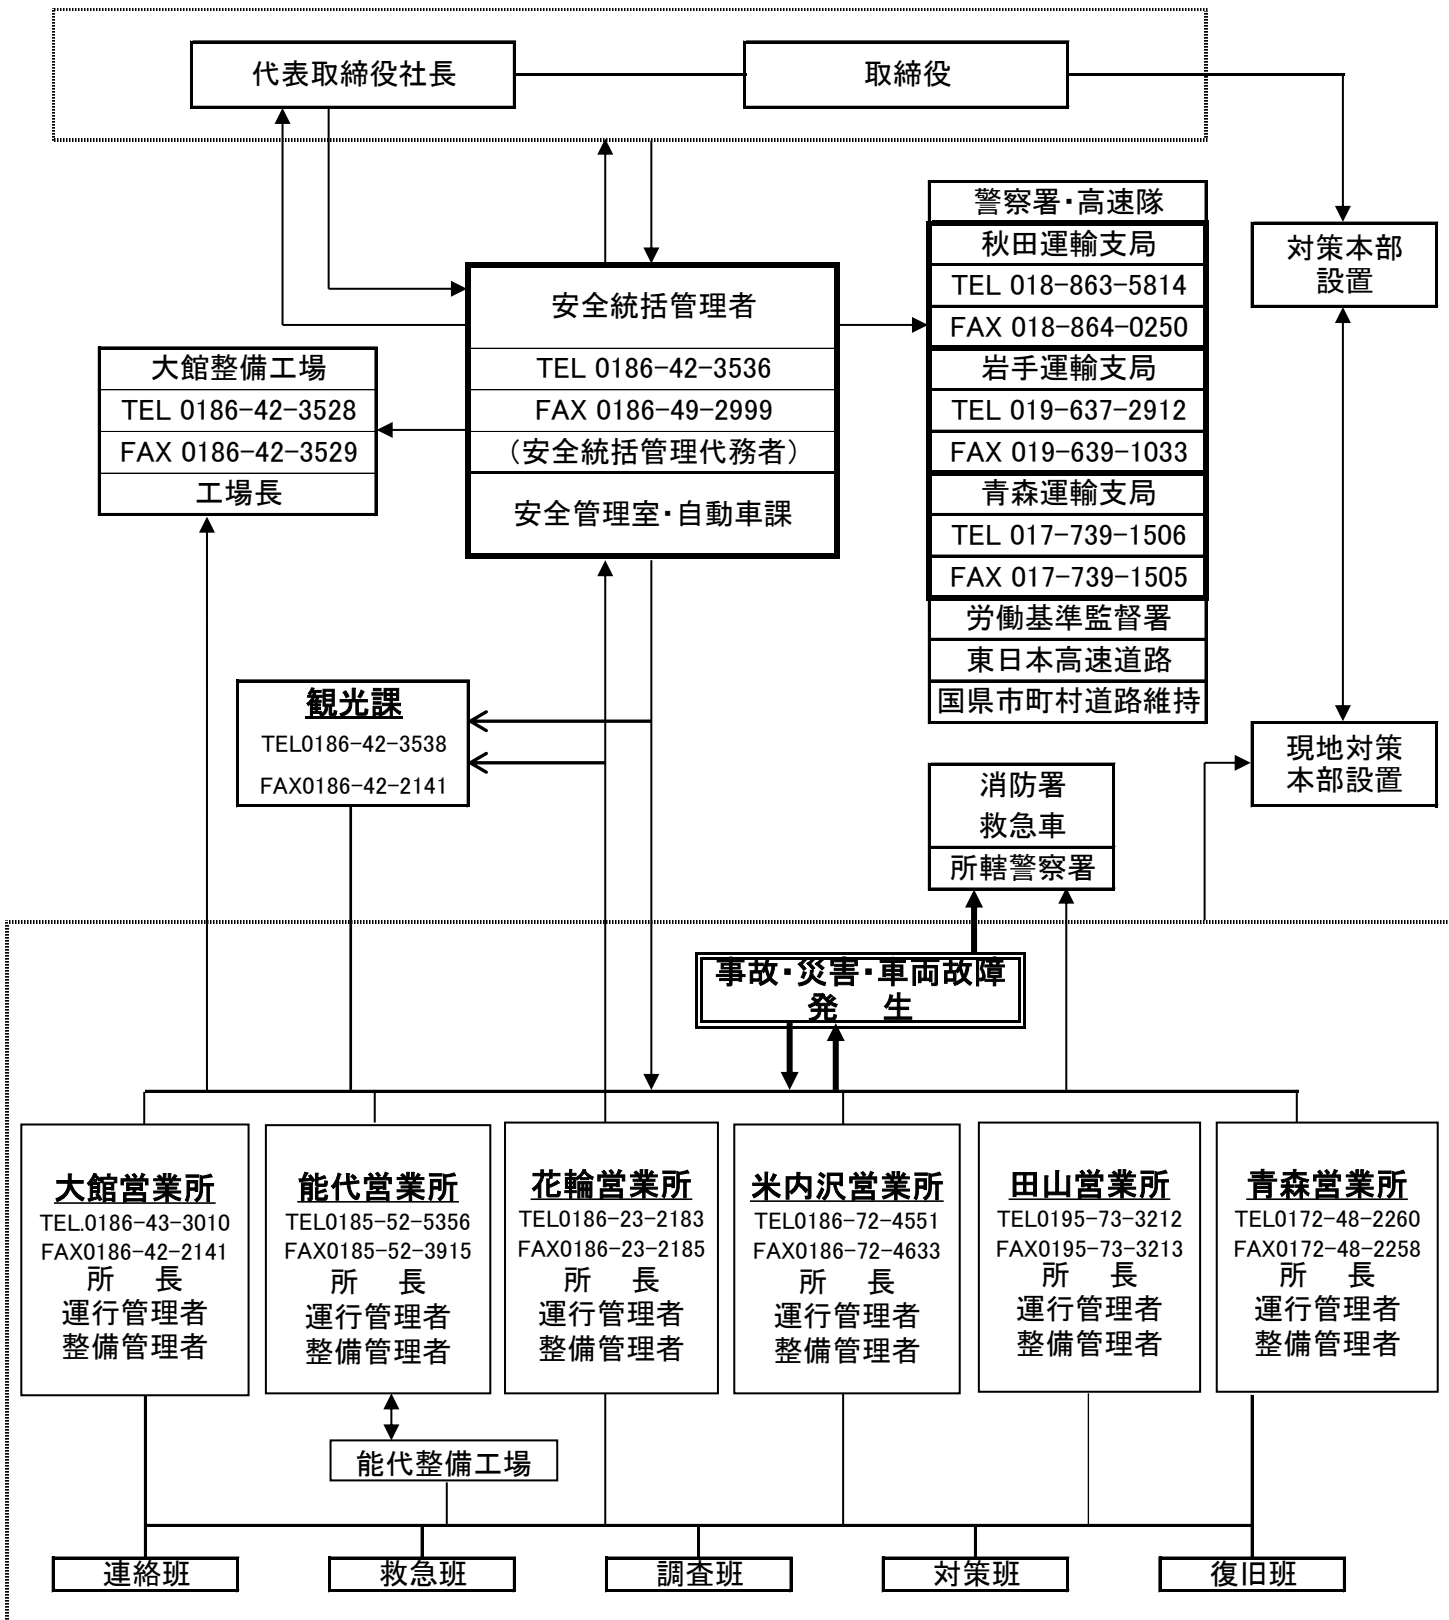 代表取締役社長
取締役
警察署・高速隊
秋田運輸支局
TEL 018-863-5814
FAX 018-864-0250
岩手運輸支局
TEL 019-637-2912
FAX 019-639-1033
青森運輸支局
TEL 017-739-1506
FAX 017-739-1505
労働基準監督署
東日本高速道路
国県市町村道路維持
対策本部
設置
安全統括管理者
TEL 0186-42-3536
FAX 0186-49-2999
(安全統括管理代務者)
安全管理室・自動車課
大館整備工場
TEL 0186-42-3528
FAX 0186-42-3529
工場長
観光課
TEL0186-42-3538
FAX0186-42-2141
現地対策
本部設置
消防署
救急車
所轄警察署
事故・災害・車両故障
発 生
大館営業所
TEL.0186-43-3010
FAX0186-42-2141
所 長
運行管理者
整備管理者
能代営業所
TEL0185-52-5356
FAX0185-52-3915
所 長
運行管理者
整備管理者
花輪営業所
TEL0186-23-2183
FAX0186-23-2185
所 長
運行管理者
整備管理者
米内沢営業所
TEL0186-72-4551
FAX0186-72-4633
所 長
運行管理者
整備管理者
田山営業所
TEL0195-73-3212
FAX0195-73-3213
所 長
運行管理者
整備管理者
青森営業所
TEL0172-48-2260
FAX0172-48-2258
所 長
運行管理者
整備管理者
能代整備工場
連絡班
救急班
調査班
対策班
復旧班